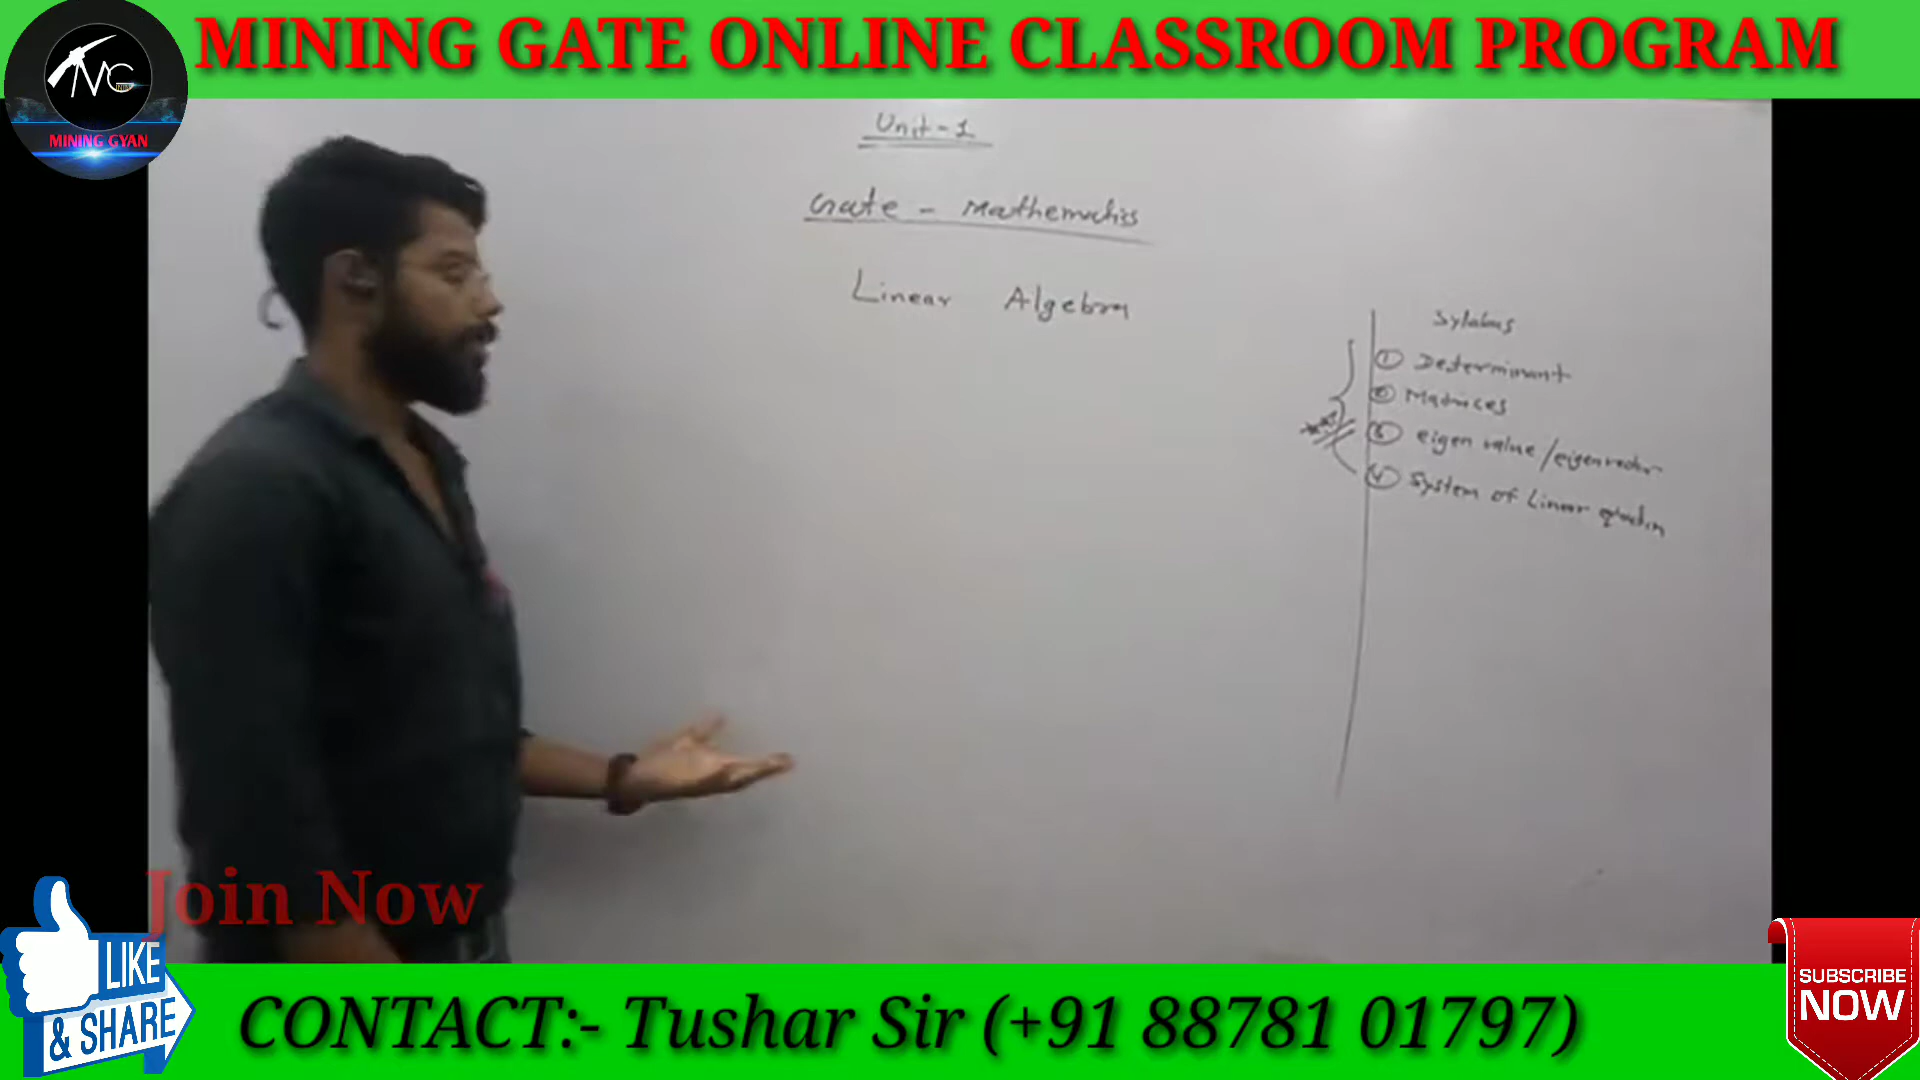 MINING GATE ONLINE CLASSROOM PROGRAM
MG
MINING GYAN
Unit - 1
Gate - Mathematics
Linear Algebra
Sylabus
① Determinant
② Matrices
③ eigen value / eigenvector
④ System of Linear
Join Now
LIKE
& SHARE
CONTACT:- Tushar Sir (+91 88781 01797)
SUBSCRIBE
NOW